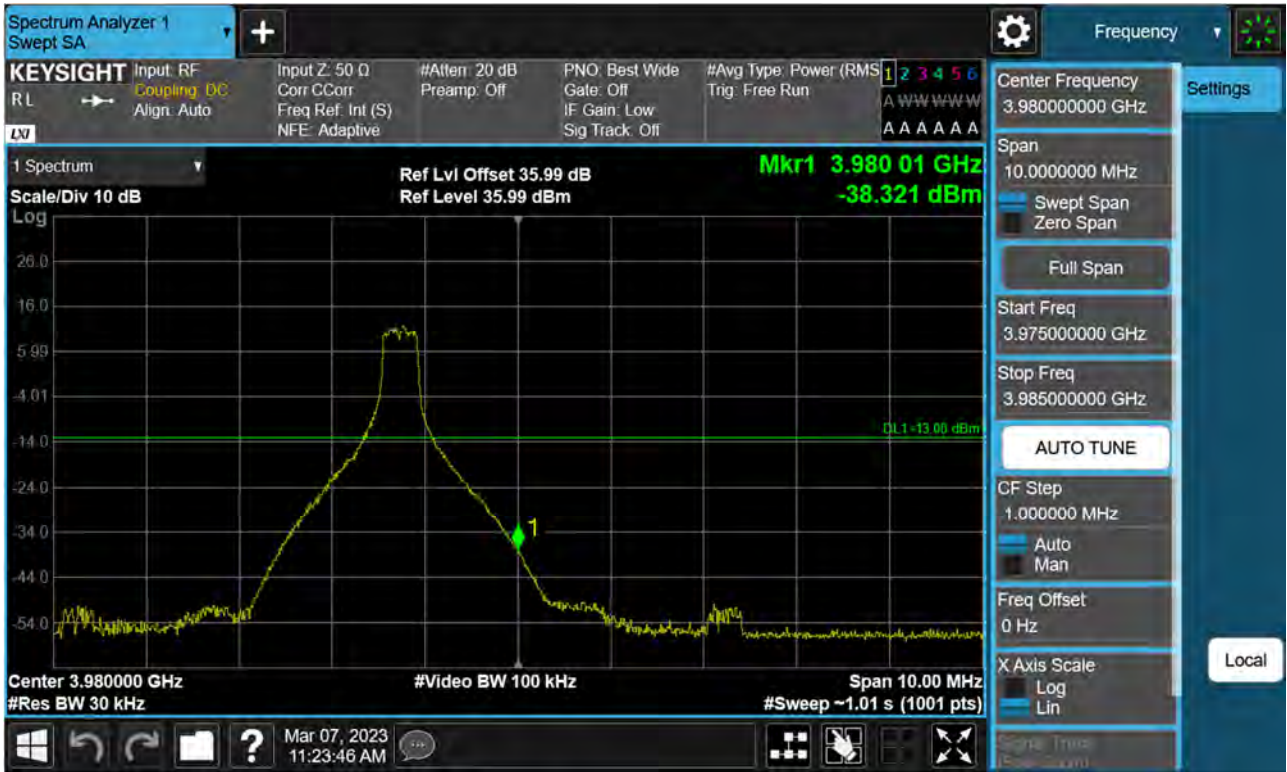 Spectrum Analyzer 1
Swept SA
Frequency
KEYSIGHT
RL
LXI
Input: RF
Coupling: DC
Align: Auto
Input Z: 50 Ω
Corr CCorr
Freq Ref: Int (S)
NFE: Adaptive
#Atten: 20 dB
Preamp: Off
PNO: Best Wide
Gate: Off
IF Gain: Low
Sig Track: Off
#Avg Type: Power (RMS
Trig: Free Run
1 2 3 4 5 6
A W W W W W
A A A A A A
1 Spectrum
Scale/Div 10 dB
Log
Ref Lvl Offset 35.99 dB
Ref Level 35.99 dBm
Mkr1 3.980 01 GHz
-38.321 dBm
26.0
16.0
5.99
-4.01
DL1 -13.00 dBm
-14.0
-24.0
-34.0
1
-44.0
-54.0
Center 3.980000 GHz
#Video BW 100 kHz
Span 10.00 MHz
#Res BW 30 kHz
#Sweep ~1.01 s (1001 pts)
Mar 07, 2023
11:23:46 AM
Center Frequency
3.980000000 GHz
Settings
Span
10.0000000 MHz
Swept Span
Zero Span
Full Span
Start Freq
3.975000000 GHz
Stop Freq
3.985000000 GHz
AUTO TUNE
CF Step
1.000000 MHz
Auto
Man
Freq Offset
0 Hz
X Axis Scale
Log
Lin
Local